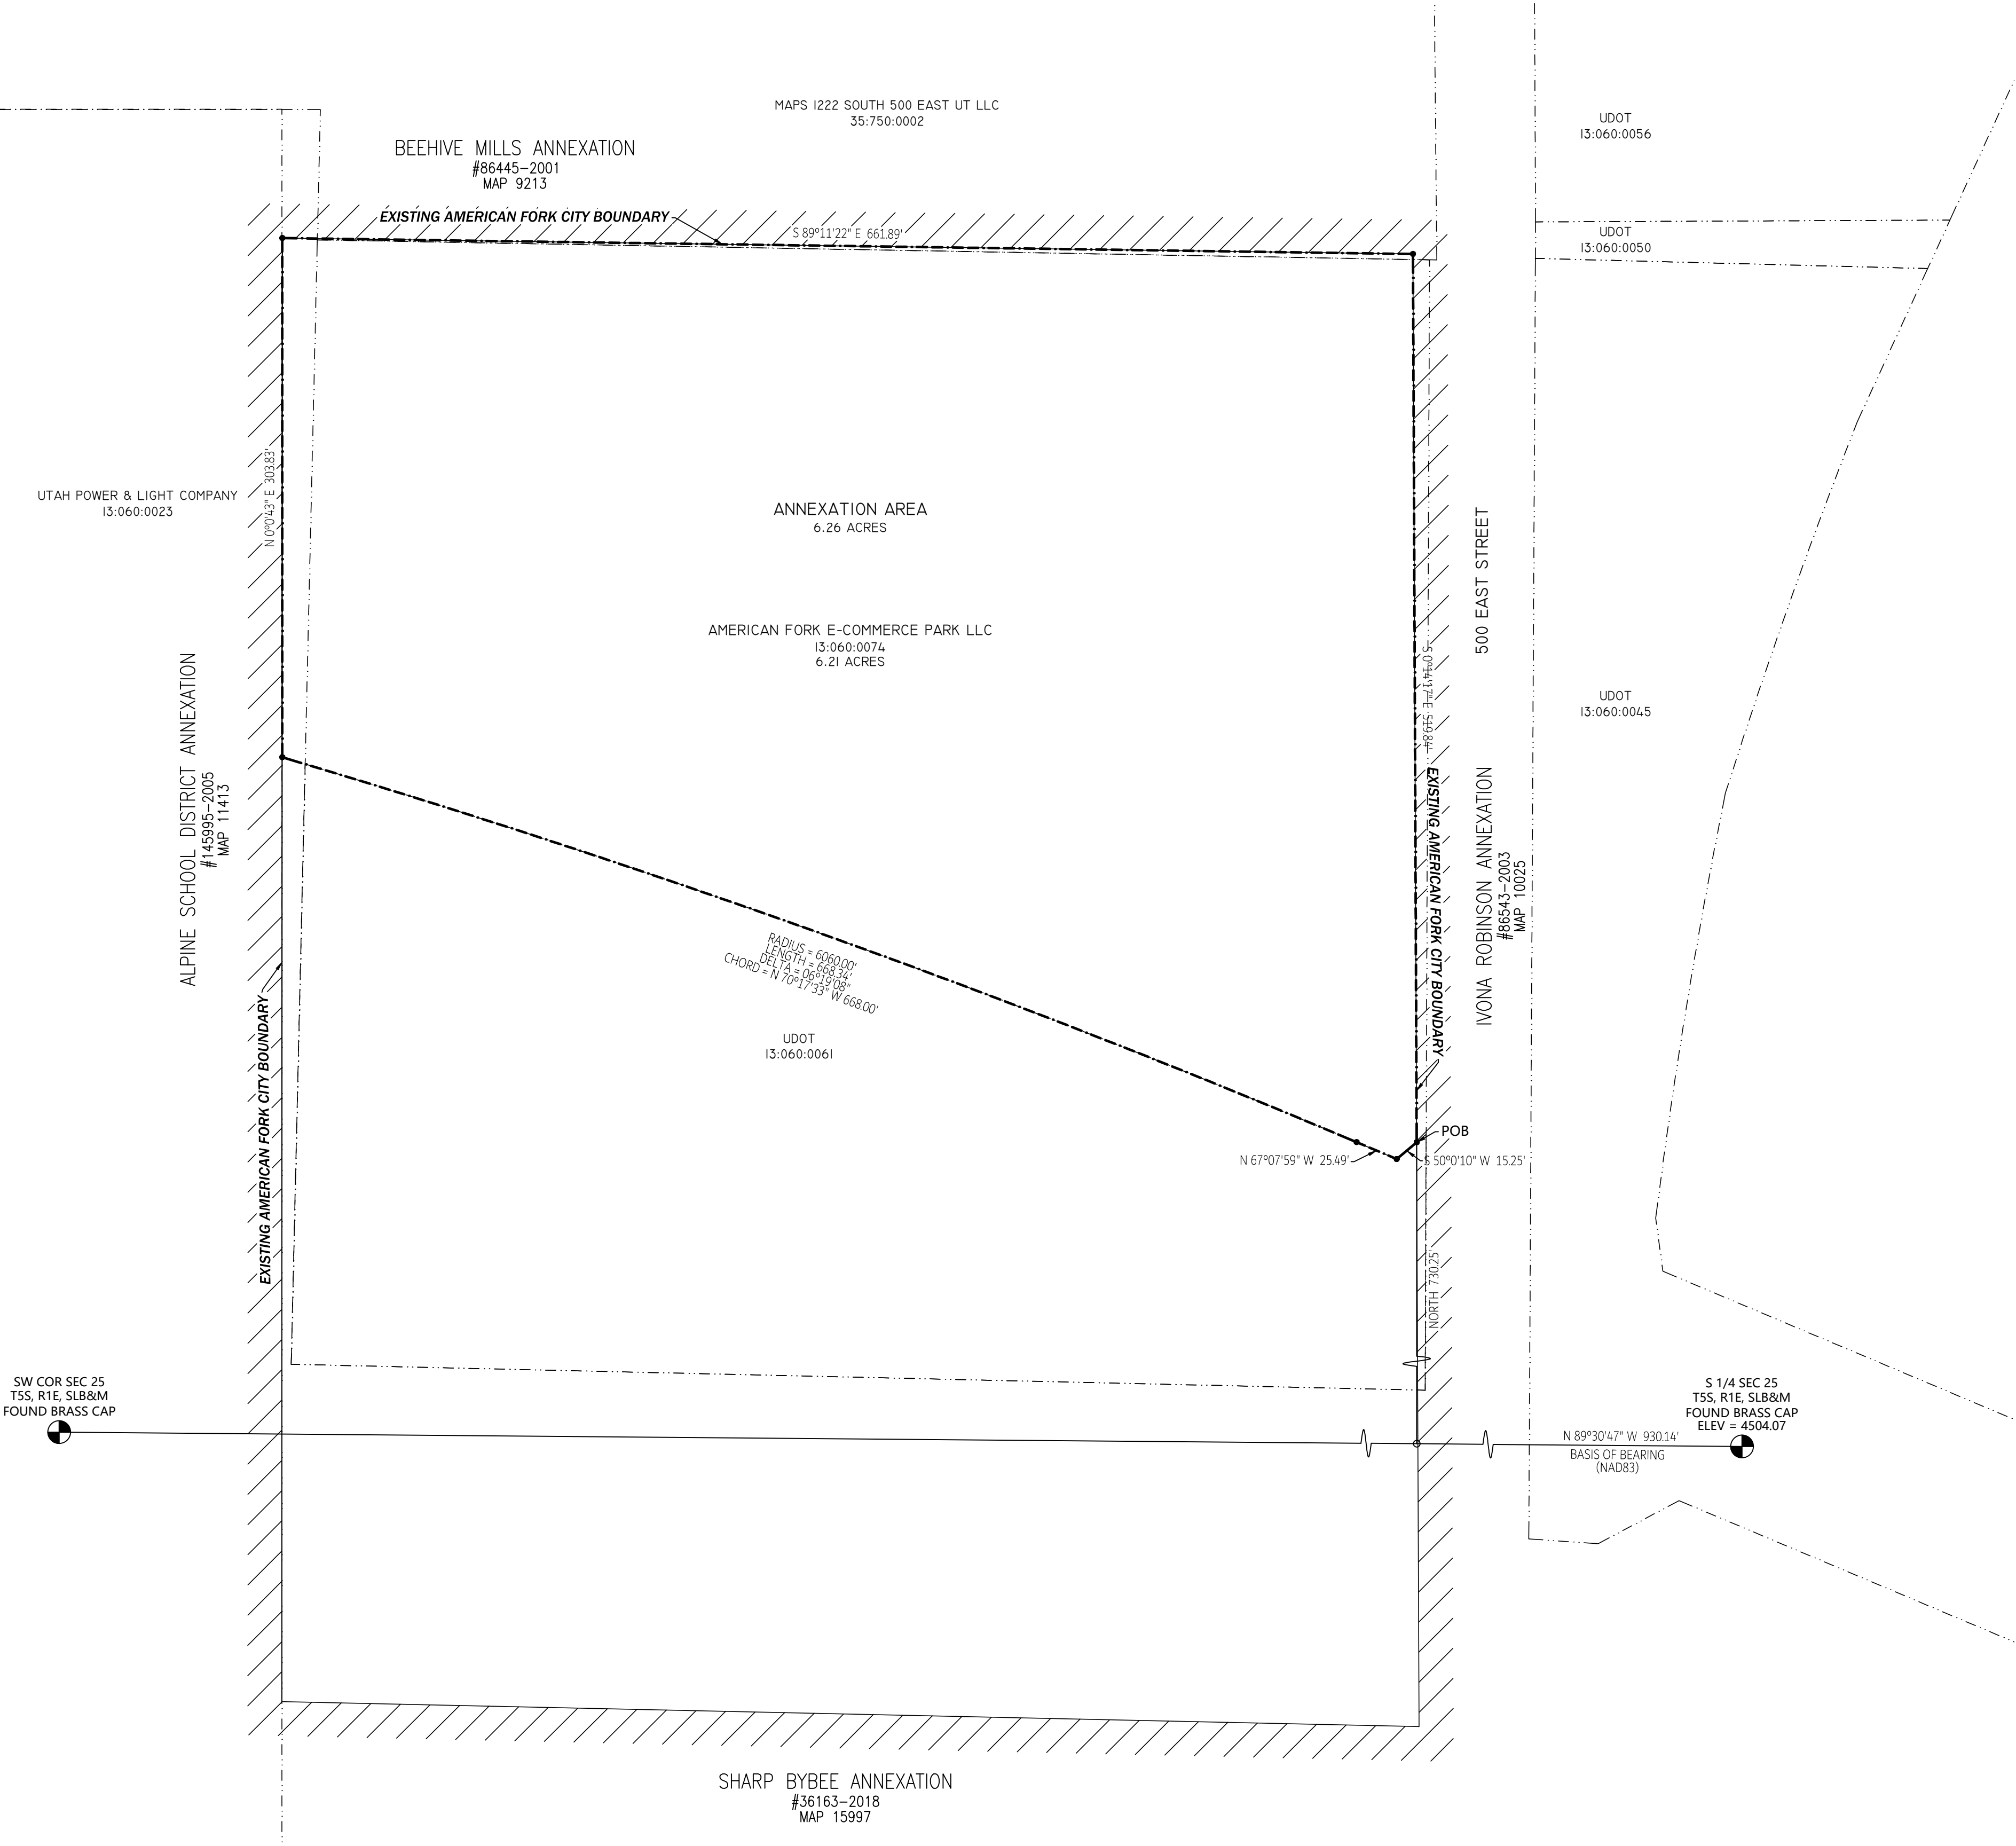 MAPS 1222 SOUTH 500 EAST UT LLC
35:750:0002
UDOT
13:060:0056
BEEHIVE MILLS ANNEXATION
#86445-2001
MAP 9213
EXISTING AMERICAN FORK CITY BOUNDARY
S 89°11'22" E 661.89'
UDOT
13:060:0050
N 0°0'43" E 303.83'
UTAH POWER & LIGHT COMPANY
13:060:0023
ANNEXATION AREA
6.26 ACRES
500 EAST STREET
AMERICAN FORK E-COMMERCE PARK LLC
13:060:0074
6.21 ACRES
S 0°14'17" E 519.84'
UDOT
13:060:0045
ALPINE SCHOOL DISTRICT ANNEXATION
#145995-2005
MAP 11413
EXISTING AMERICAN FORK CITY BOUNDARY
IVONA ROBINSON ANNEXATION
#86543-2003
MAP 10025
RADIUS = 6060.00'
LENGTH = 668.34'
DELTA = 06°19'08"
CHORD = N 70°17'33" W 668.00'
UDOT
13:060:0061
EXISTING AMERICAN FORK CITY BOUNDARY
POB
N 67°07'59" W 25.49'
S 50°0'10" W 15.25'
NORTH 730.25'
SW COR SEC 25
T5S, R1E, SLB&M
FOUND BRASS CAP
S 1/4 SEC 25
T5S, R1E, SLB&M
FOUND BRASS CAP
ELEV = 4504.07
N 89°30'47" W 930.14'
BASIS OF BEARING
(NAD83)
SHARP BYBEE ANNEXATION
#36163-2018
MAP 15997